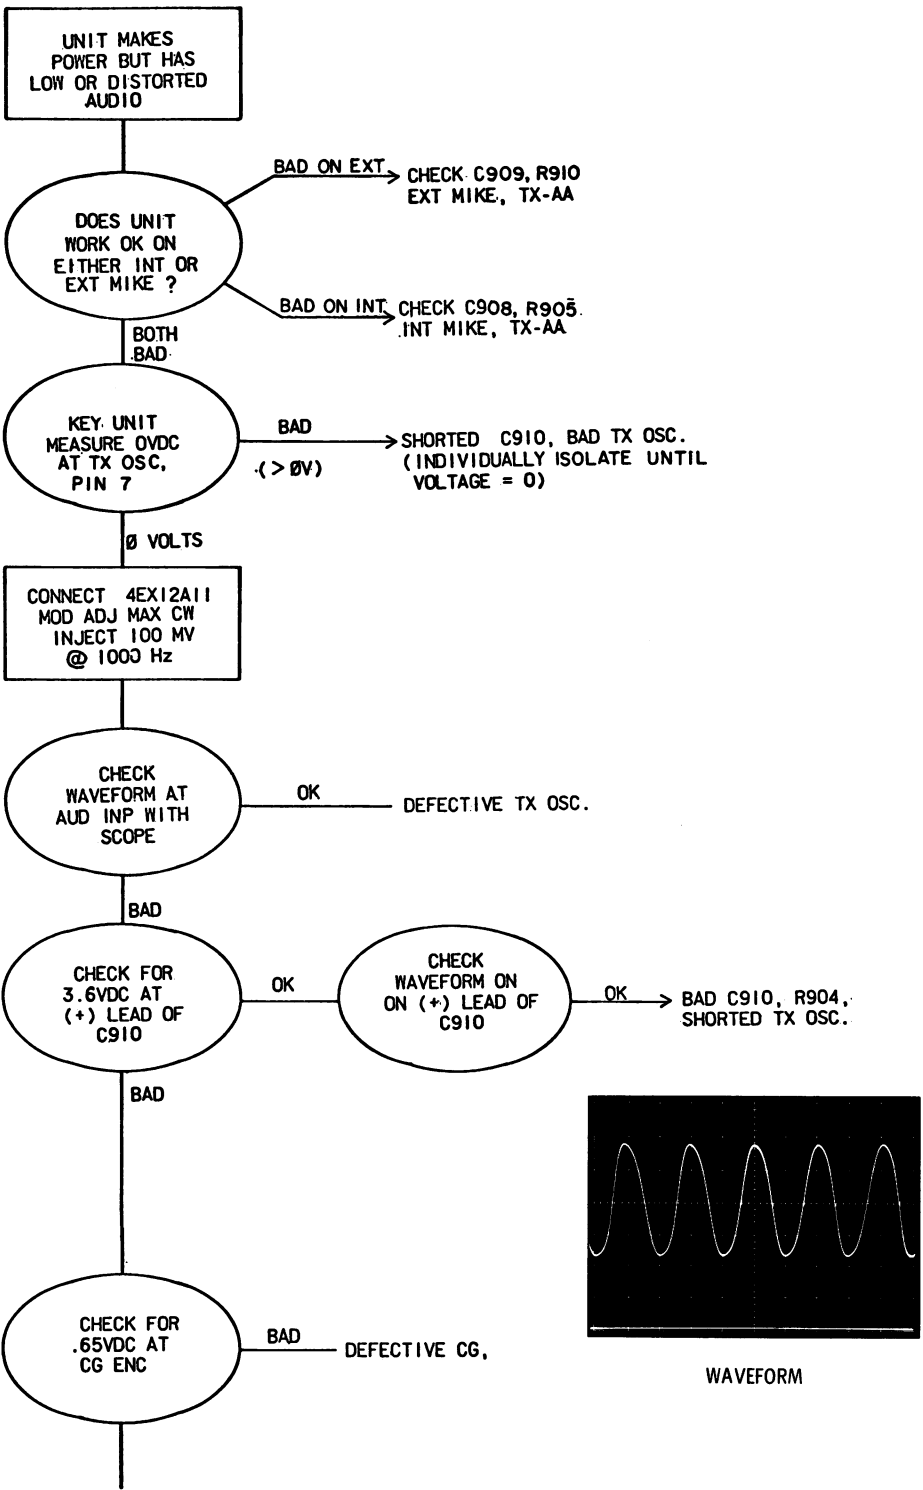 UNIT MAKES
POWER BUT HAS
LOW OR DISTORTED
AUDIO
BAD ON EXT
CHECK C909, R910
EXT MIKE, TX-AA
DOES UNIT
WORK OK ON
EITHER INT OR
EXT MIKE ?
BAD ON INT
CHECK C908, R905
INT MIKE, TX-AA
BOTH
BAD
KEY UNIT
MEASURE 0VDC
AT TX OSC,
PIN 7
BAD
(>ØV)
SHORTED C910, BAD TX OSC.
(INDIVIDUALLY ISOLATE UNTIL
VOLTAGE = 0)
Ø VOLTS
CONNECT 4EX12A11
MOD ADJ MAX CW
INJECT 100 MV
@ 1000 Hz
CHECK
WAVEFORM AT
AUD INP WITH
SCOPE
OK
DEFECTIVE TX OSC.
BAD
CHECK FOR
3.6VDC AT
(+) LEAD OF
C910
OK
CHECK
WAVEFORM ON
ON (+) LEAD OF
C910
OK
BAD C910, R904,
SHORTED TX OSC.
BAD
CHECK FOR
.65VDC AT
CG ENC
BAD
DEFECTIVE CG,
WAVEFORM